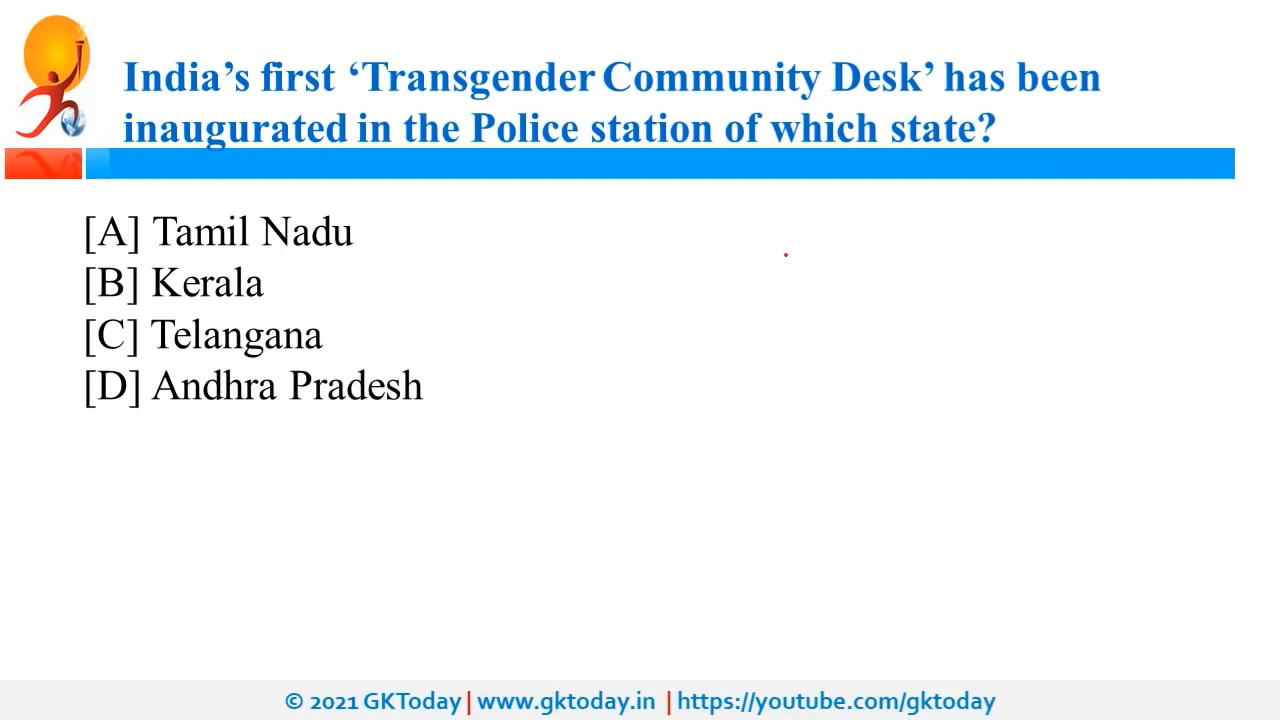 India’s first ‘Transgender Community Desk’ has been
inaugurated in the Police station of which state?
[A] Tamil Nadu
[B] Kerala
[C] Telangana
[D] Andhra Pradesh
© 2021 GKToday | www.gktoday.in | https://youtube.com/gktoday